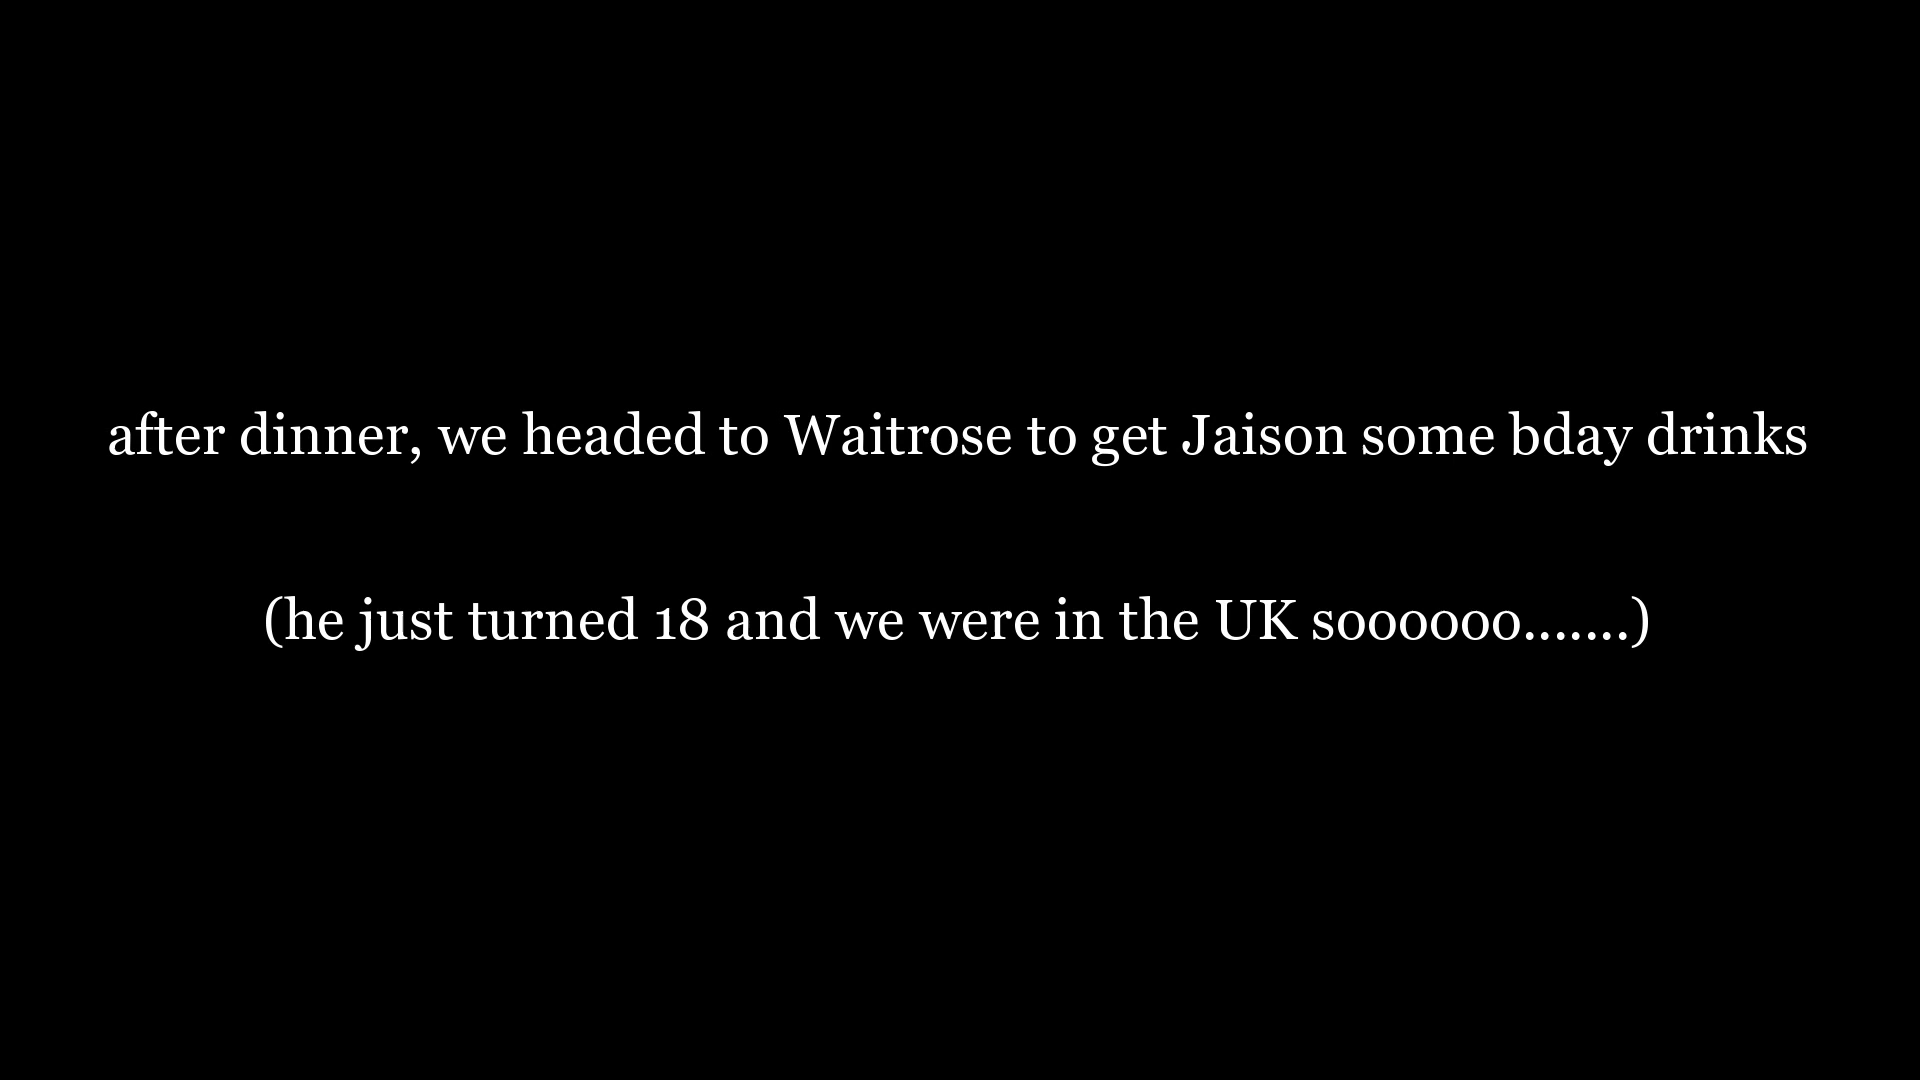 after dinner, we headed to Waitrose to get Jaison some bday drinks
(he just turned 18 and we were in the UK soooooo.......)